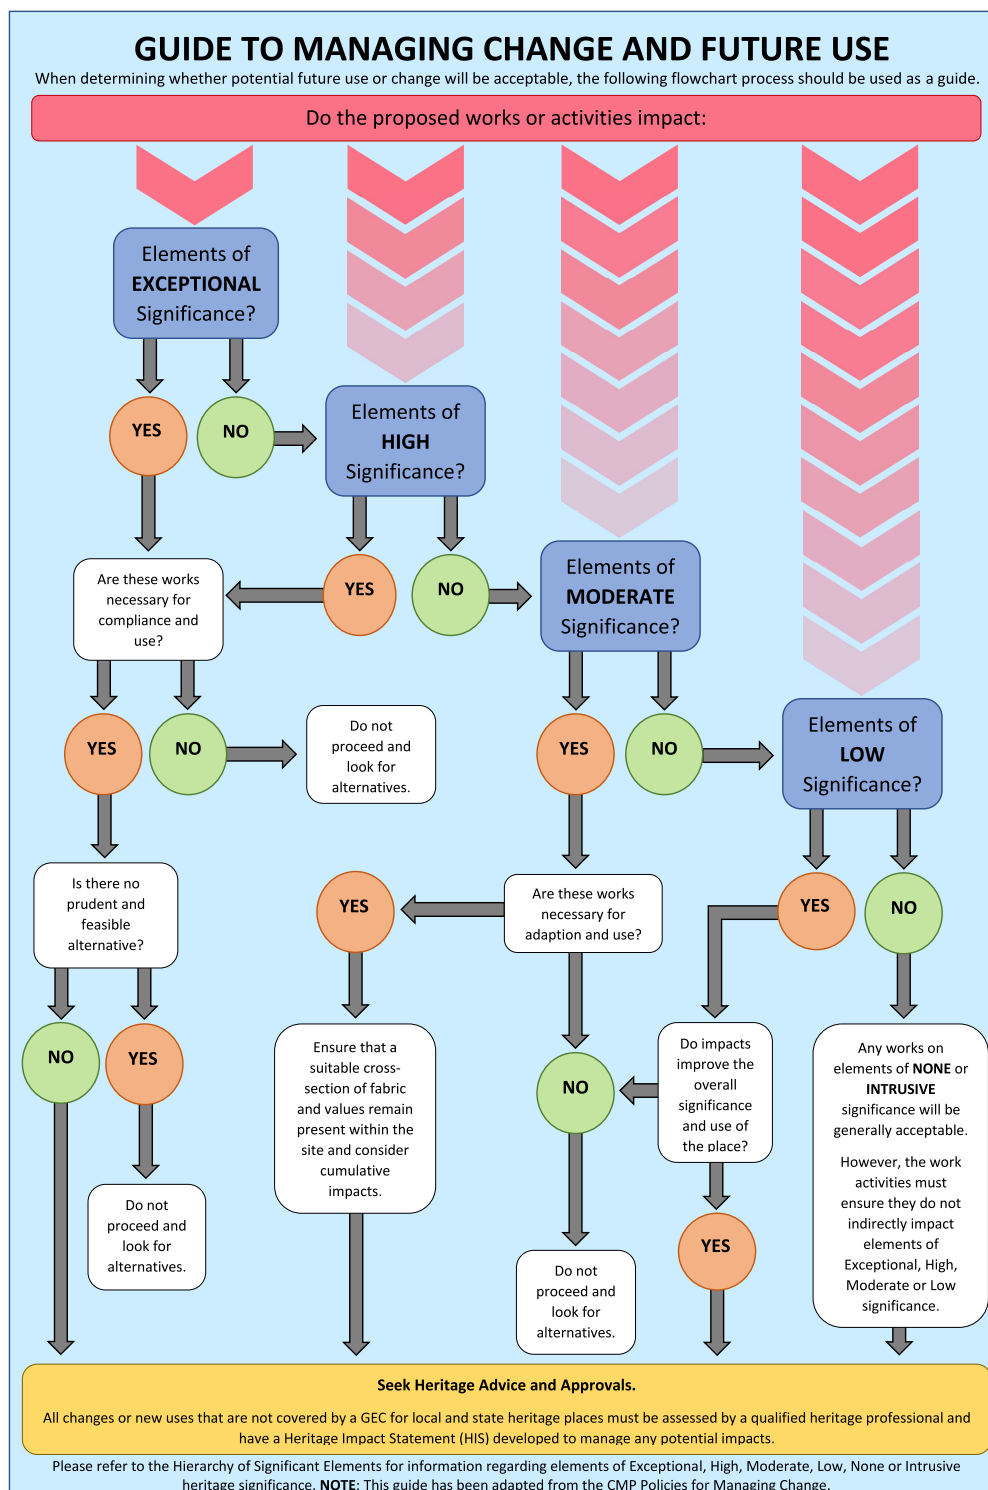 GUIDE TO MANAGING CHANGE AND FUTURE USE
When determining whether potential future use or change will be acceptable, the following flowchart process should be used as a guide.
Do the proposed works or activities impact:
Elements of
EXCEPTIONAL
Significance?
YES
NO
Elements of
HIGH
Significance?
YES
NO
Elements of
MODERATE
Significance?
Are these works
necessary for
compliance and
use?
YES
NO
Do not
proceed and
look for
alternatives.
YES
NO
Elements of
LOW
Significance?
Is there no
prudent and
feasible
alternative?
YES
Are these works
necessary for
adaption and use?
YES
NO
NO
YES
Ensure that a
suitable cross-
section of fabric
and values remain
present within the
site and consider
cumulative
impacts.
NO
Do impacts
improve the
overall
significance
and use of
the place?
Any works on
elements of NONE or
INTRUSIVE
significance will be
generally acceptable.
However, the work
activities must
ensure they do not
indirectly impact
elements of
Exceptional, High,
Moderate or Low
significance.
Do not
proceed and
look for
alternatives.
YES
Do not
proceed and
look for
alternatives.
Seek Heritage Advice and Approvals.
All changes or new uses that are not covered by a GEC for local and state heritage places must be assessed by a qualified heritage professional and
have a Heritage Impact Statement (HIS) developed to manage any potential impacts.
Please refer to the Hierarchy of Significant Elements for information regarding elements of Exceptional, High, Moderate, Low, None or Intrusive
heritage significance. NOTE: This guide has been adapted from the CMP Policies for Managing Change.